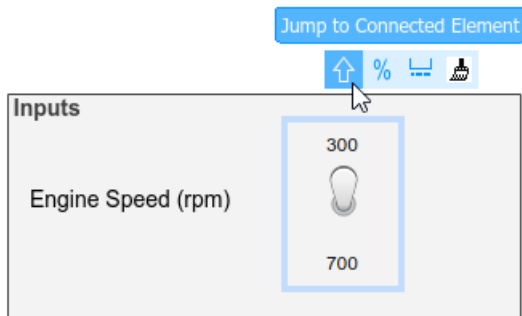 Jump to Connected Element
%
Inputs
300
Engine Speed (rpm)
700